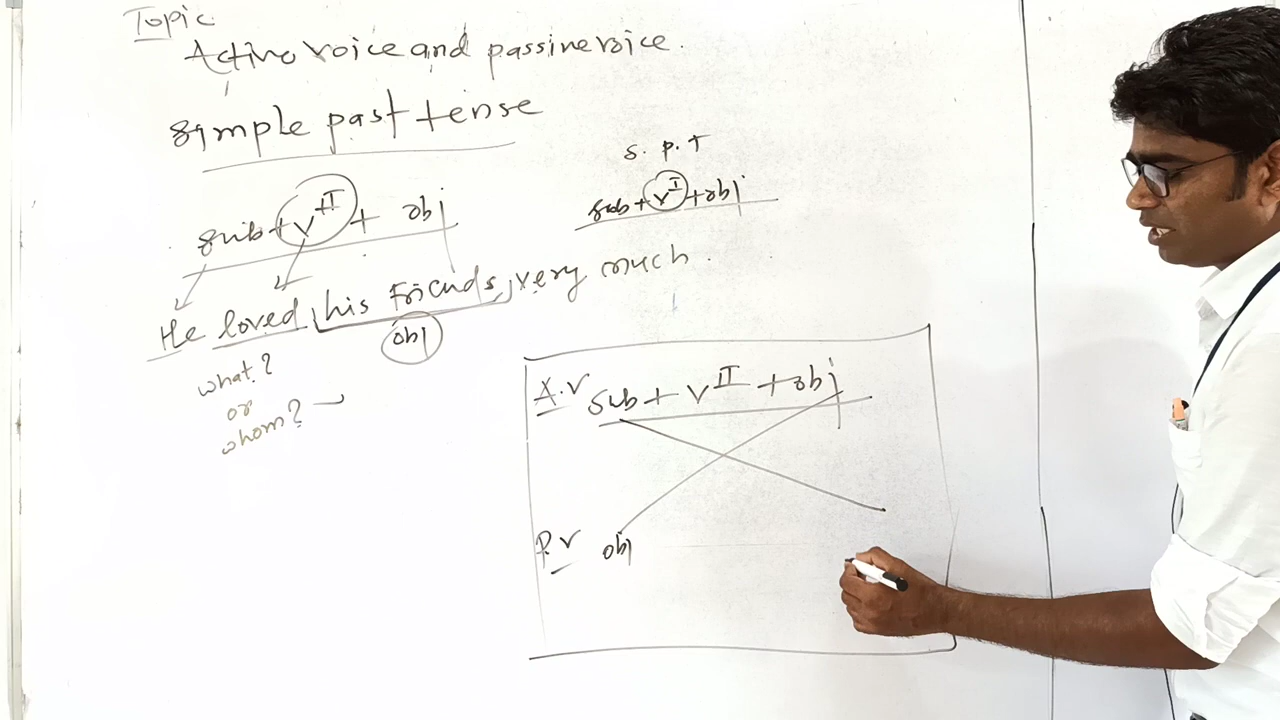 Topic
Active voice and passine voice.
simple past tense
sub + v II + obj
s. p. t
sub + v II + obj
He loved, his Friends, very much.
obj
what?
or
whom?
A.V sub + v II + obj
P.V obj